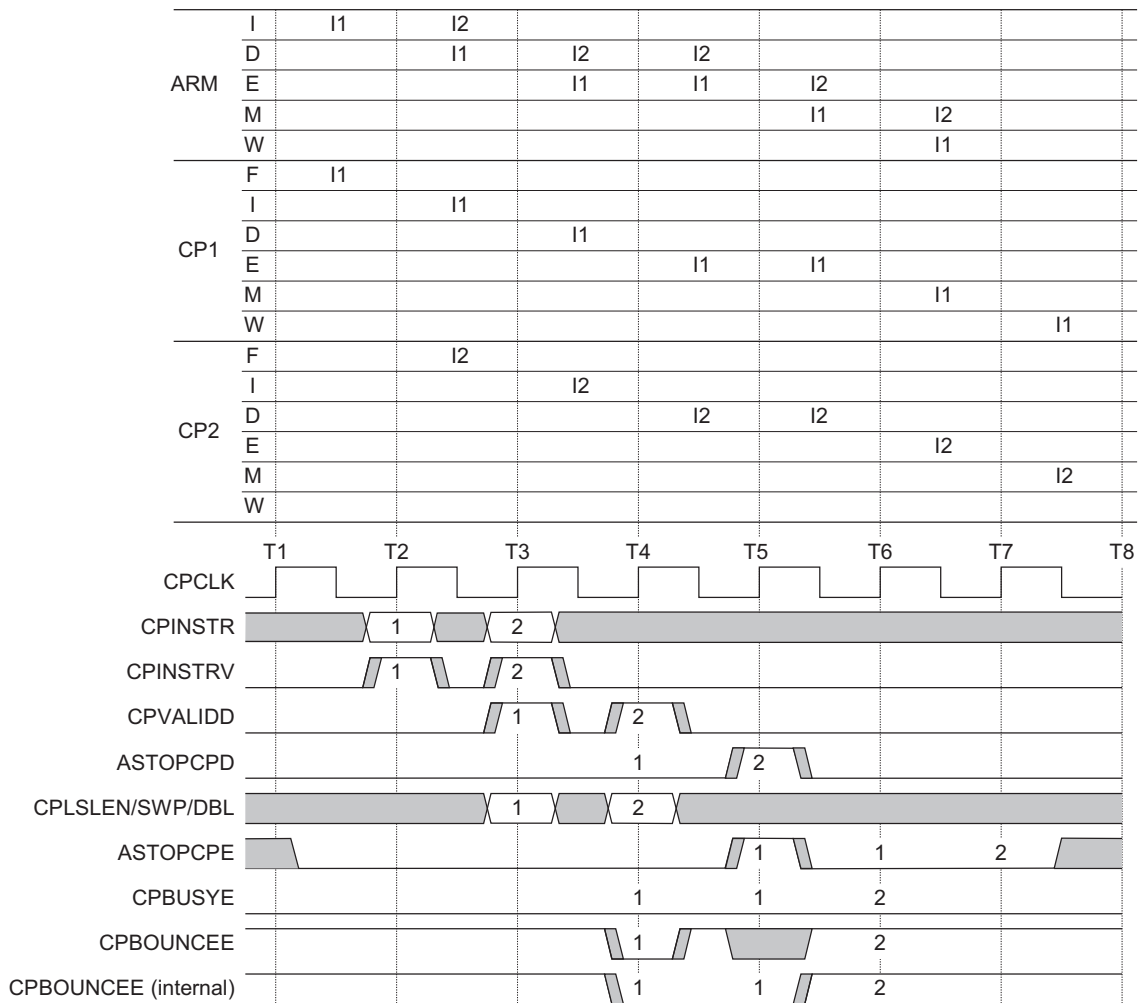 I I1 I2
D I1 I2 I2
ARM E I1 I1 I2
M I1 I2
W I1
F I1
I I1
D I1
CP1
E I1 I1
M I1
W I1
F I2
I I2
D I2 I2
CP2
E I2
M I2
W
T1 T2 T3 T4 T5 T6 T7 T8
CPCLK
CPINSTR 1 2
CPINSTRV 1 2
CPVALIDD 1 2
ASTOPCPD 1 2
CPLSLEN/SWP/DBL 1 2
ASTOPCPE 1 1 2
CPBUSYE 1 1 2
CPBOUNCEE 1 2
CPBOUNCEE (internal) 1 1 2